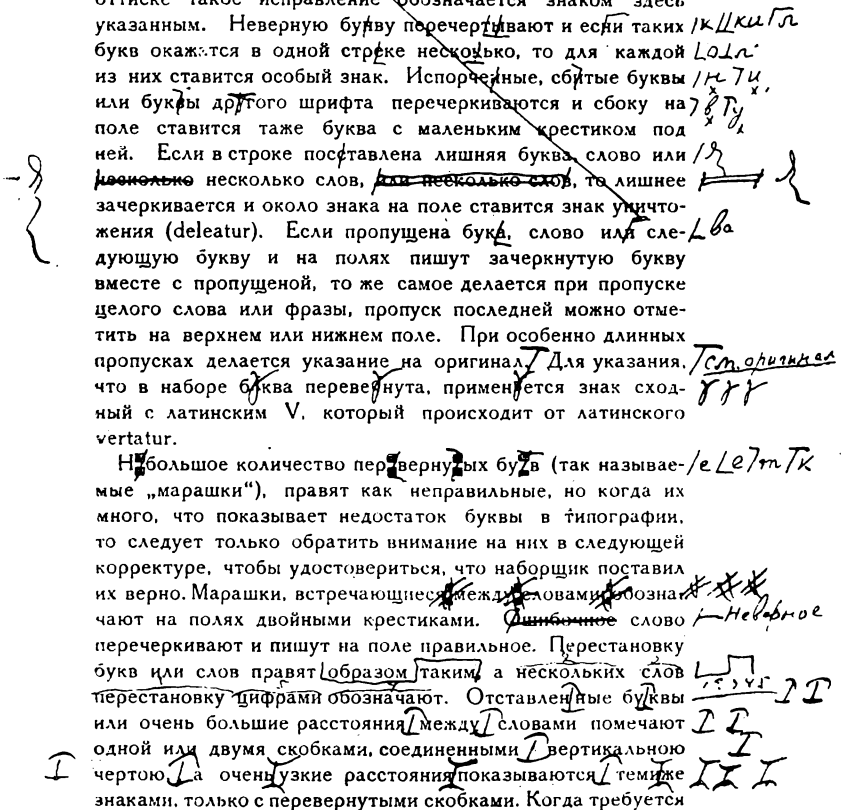 оттиске такое исправление обозначается знаком здесь
указанным. Неверную букву перечертывают и если таких
букв окажется в одной строке несколько, то для каждой
из них ставится особый знак. Испорченные, сбитые буквы
или буквы другого шрифта перечеркиваются и сбоку на
поле ставится таже буква с маленьким крестиком под
ней. Если в строке поставлена лишняя буква, слово или
несколько несколько слов, или несколько слов, то лишнее
зачеркивается и около знака на поле ставится знак уничто-
жения (deleatur). Если пропущена бука, слово или сле- ва
дующую букву и на полях пишут зачеркнутую букву
вместе с пропущеной, то же самое делается при пропуске
целого слова или фразы, пропуск последней можно отме-
тить на верхнем или нижнем поле. При особенно длинных
пропусках делается указание на оригинал. Для указания, см. оригинал
что в наборе буква перевернута, применяется знак сход-
ный с латинским V, который происходит от латинского
vertatur.
Небольшое количество перевернутых букв (так называе- е е т к
мые „марашки“), правят как неправильные, но когда их
много, что показывает недостаток буквы в типографии,
то следует только обратить внимание на них в следующей
корректуре, чтобы удостовериться, что наборщик поставил
их верно. Марашки, встречающиеся между словами обозна-
чают на полях двойными крестиками. Ошибочное слово Неверное
перечеркивают и пишут на поле правильное. Перестановку
букв или слов правят образом таким, а нескольких слов
перестановку цифрами обозначают. Отставленные буквы
или очень большие расстояния между словами помечают
одной или двумя скобками, соединенными вертикальною
чертою, а очень узкие расстояния показываются теми же
знаками, только с перевернутыми скобками. Когда требуется